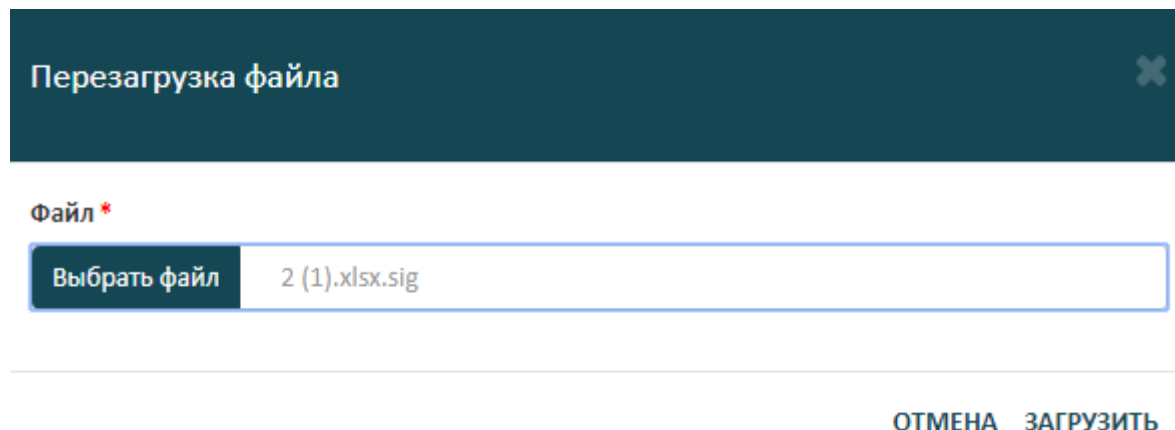 Перезагрузка файла
Файл *
Выбрать файл 2 (1).xlsx.sig
ОТМЕНА ЗАГРУЗИТЬ